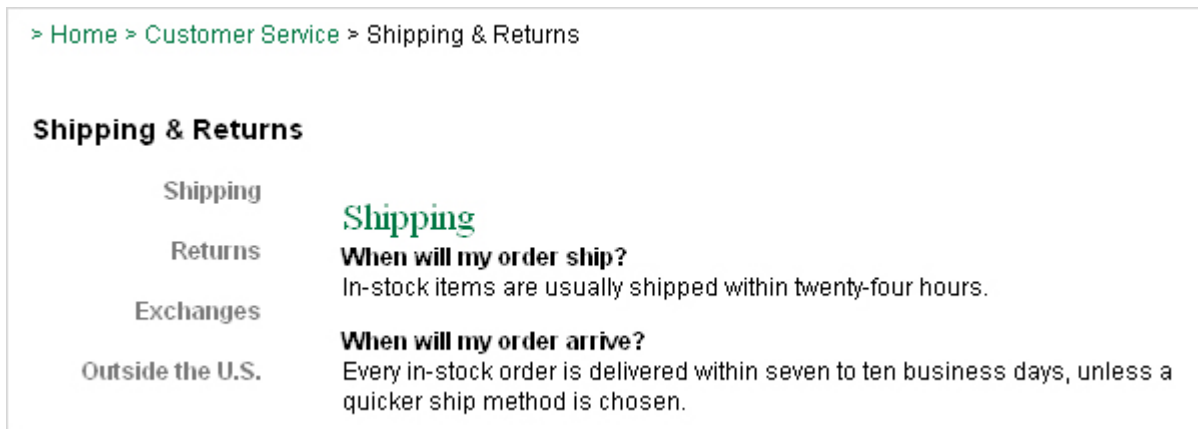 > Home > Customer Service > Shipping & Returns
Shipping & Returns
Shipping
Returns
Exchanges
Outside the U.S.
Shipping
When will my order ship?
In-stock items are usually shipped within twenty-four hours.
When will my order arrive?
Every in-stock order is delivered within seven to ten business days, unless a
quicker ship method is chosen.